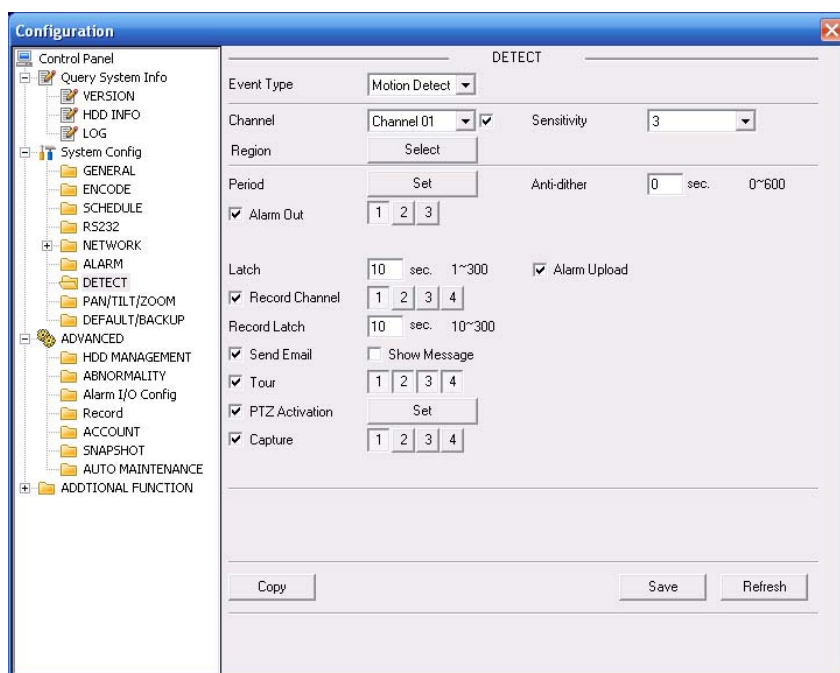 Configuration
Control Panel
Query System Info
VERSION
HDD INFO
LOG
System Config
GENERAL
ENCODE
SCHEDULE
RS232
NETWORK
ALARM
DETECT
PAN/TILT/ZOOM
DEFAULT/BACKUP
ADVANCED
HDD MANAGEMENT
ABNORMALITY
Alarm I/O Config
Record
ACCOUNT
SNAPSHOT
AUTO MAINTENANCE
ADDTIONAL FUNCTION
DETECT
Event Type Motion Detect
Channel Channel 01 Sensitivity 3
Region Select
Period Set Anti-dither 0 sec. 0~600
Alarm Out 1 2 3
Latch 10 sec. 1~300 Alarm Upload
Record Channel 1 2 3 4
Record Latch 10 sec. 10~300
Send Email Show Message
Tour 1 2 3 4
PTZ Activation Set
Capture 1 2 3 4
Copy Save Refresh